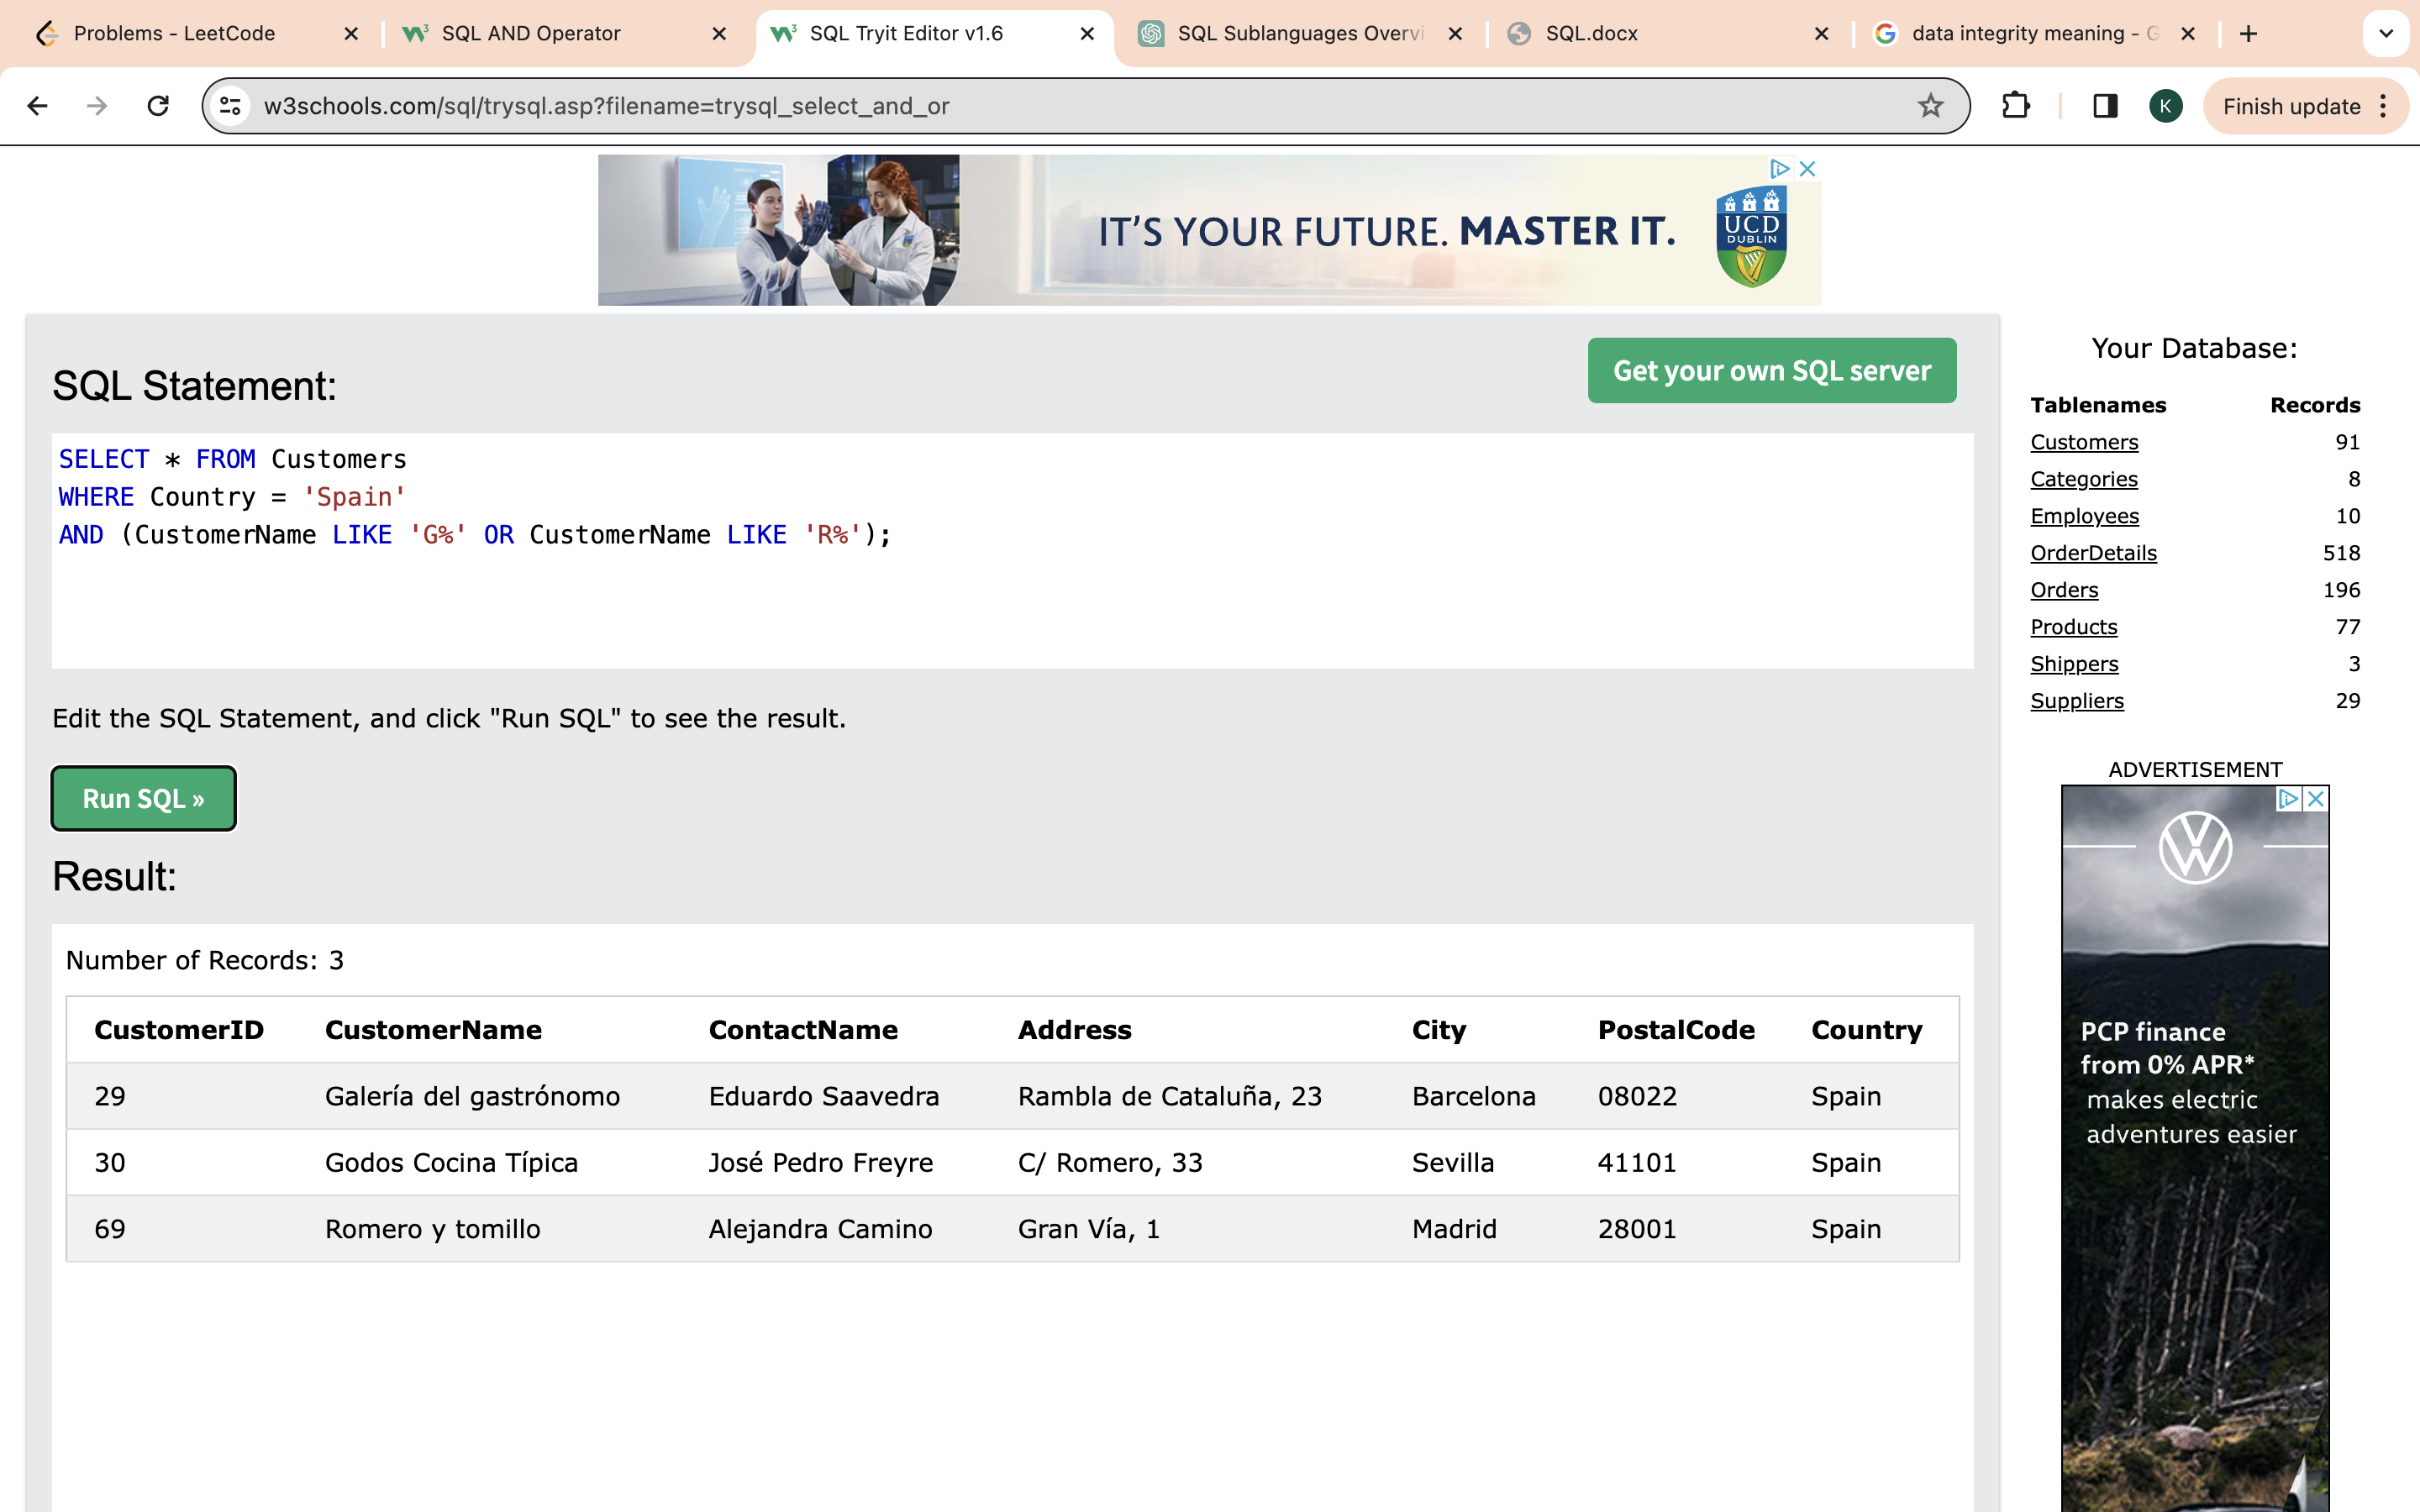 Problems - LeetCode
SQL AND Operator
SQL Tryit Editor v1.6
SQL Sublanguages Overvi
SQL.docx
data integrity meaning - G
w3schools.com/sql/trysql.asp?filename=trysql_select_and_or
K
Finish update
IT'S YOUR FUTURE. MASTER IT.
UCD
DUBLIN
SQL Statement:
Get your own SQL server
SELECT * FROM Customers
WHERE Country = 'Spain'
AND (CustomerName LIKE 'G%' OR CustomerName LIKE 'R%');
Edit the SQL Statement, and click "Run SQL" to see the result.
Run SQL »
Result:
Number of Records: 3
CustomerID CustomerName ContactName Address City PostalCode Country
29 Galería del gastrónomo Eduardo Saavedra Rambla de Cataluña, 23 Barcelona 08022 Spain
30 Godos Cocina Típica José Pedro Freyre C/ Romero, 33 Sevilla 41101 Spain
69 Romero y tomillo Alejandra Camino Gran Vía, 1 Madrid 28001 Spain
Your Database:
Tablenames Records
Customers 91
Categories 8
Employees 10
OrderDetails 518
Orders 196
Products 77
Shippers 3
Suppliers 29
ADVERTISEMENT
PCP finance
from 0% APR*
makes electric
adventures easier